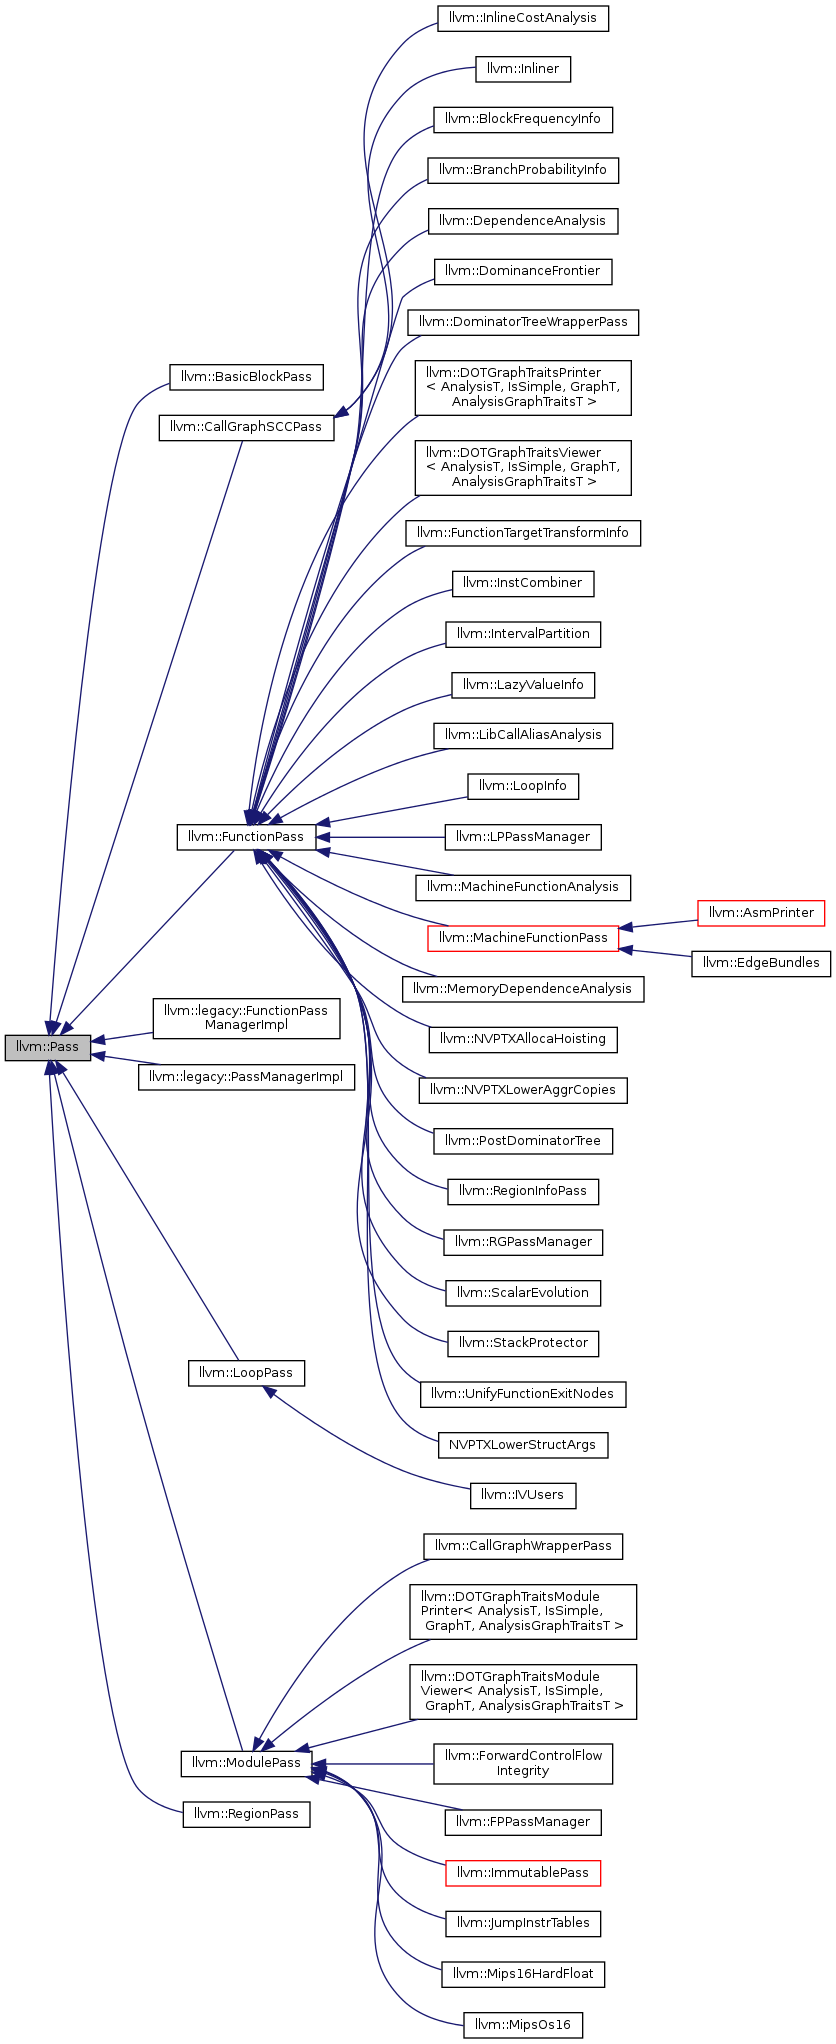 llvm::InlineCostAnalysis
llvm::Inliner
llvm::BlockFrequencyInfo
llvm::BranchProbabilityInfo
llvm::DependenceAnalysis
llvm::DominanceFrontier
llvm::DominatorTreeWrapperPass
llvm::DOTGraphTraitsPrinter
< AnalysisT, IsSimple, GraphT,
AnalysisGraphTraitsT >
llvm::BasicBlockPass
llvm::CallGraphSCCPass
llvm::DOTGraphTraitsViewer
< AnalysisT, IsSimple, GraphT,
AnalysisGraphTraitsT >
llvm::FunctionTargetTransformInfo
llvm::InstCombiner
llvm::IntervalPartition
llvm::LazyValueInfo
llvm::LibCallAliasAnalysis
llvm::LoopInfo
llvm::FunctionPass
llvm::LPPassManager
llvm::MachineFunctionAnalysis
llvm::AsmPrinter
llvm::MachineFunctionPass
llvm::EdgeBundles
llvm::MemoryDependenceAnalysis
llvm::legacy::FunctionPass
ManagerImpl
llvm::NVPTXAllocaHoisting
llvm::Pass
llvm::legacy::PassManagerImpl
llvm::NVPTXLowerAggrCopies
llvm::PostDominatorTree
llvm::RegionInfoPass
llvm::RGPassManager
llvm::ScalarEvolution
llvm::StackProtector
llvm::LoopPass
llvm::UnifyFunctionExitNodes
NVPTXLowerStructArgs
llvm::IVUsers
llvm::CallGraphWrapperPass
llvm::DOTGraphTraitsModule
Printer< AnalysisT, IsSimple,
GraphT, AnalysisGraphTraitsT >
llvm::DOTGraphTraitsModule
Viewer< AnalysisT, IsSimple,
GraphT, AnalysisGraphTraitsT >
llvm::ModulePass
llvm::ForwardControlFlow
Integrity
llvm::RegionPass
llvm::FPPassManager
llvm::ImmutablePass
llvm::JumpInstrTables
llvm::Mips16HardFloat
llvm::MipsOs16